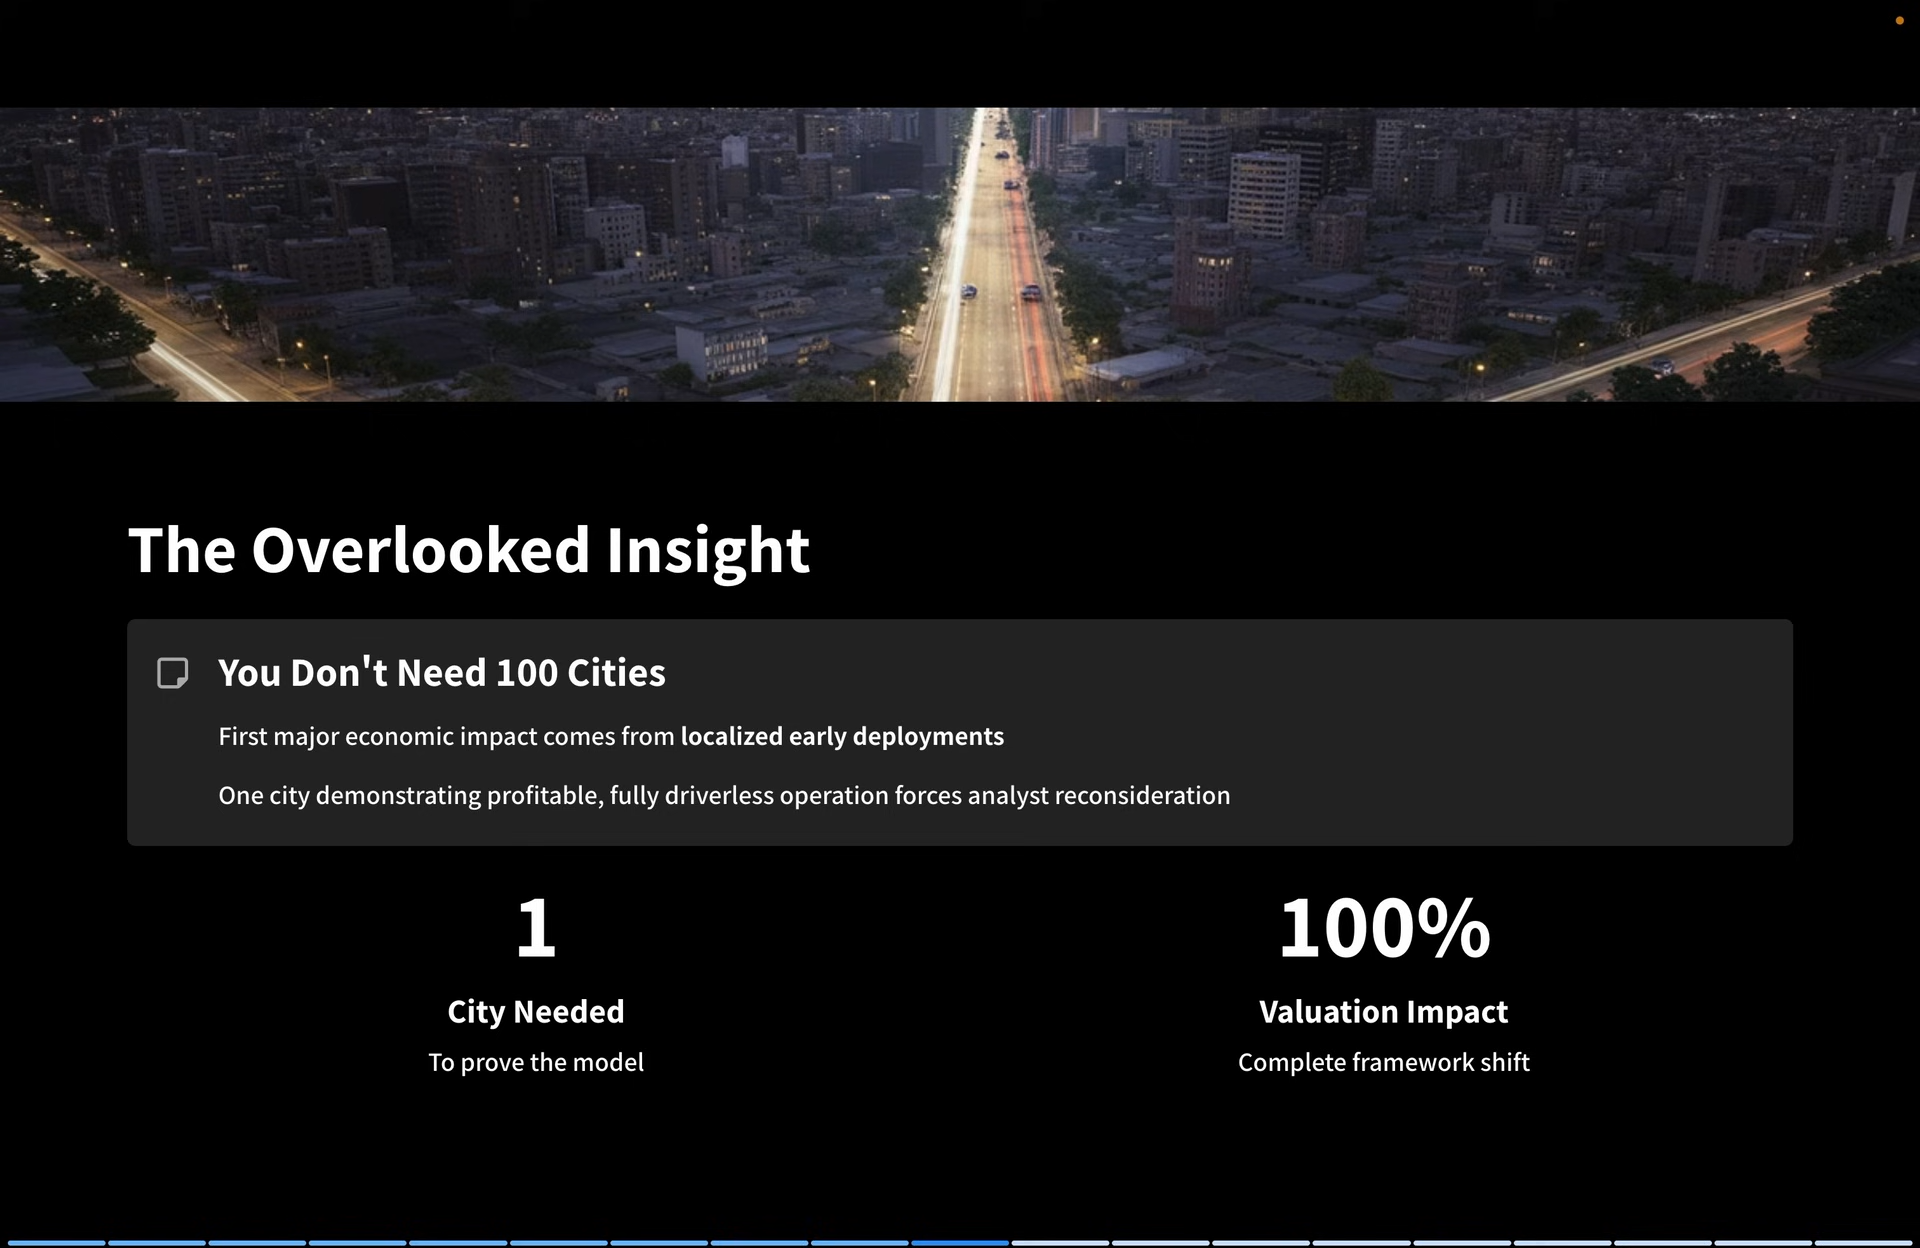 The Overlooked Insight
You Don't Need 100 Cities
First major economic impact comes from localized early deployments
One city demonstrating profitable, fully driverless operation forces analyst reconsideration
1
City Needed
To prove the model
100%
Valuation Impact
Complete framework shift